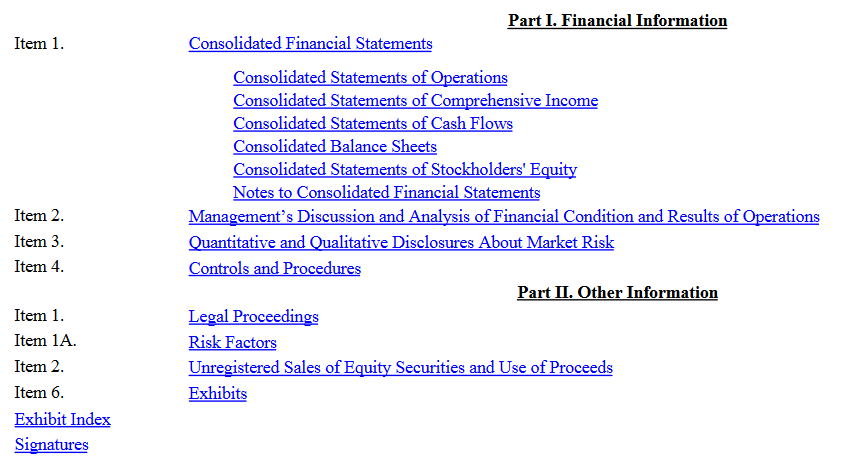 Part I. Financial Information
Item 1. Consolidated Financial Statements
Consolidated Statements of Operations
Consolidated Statements of Comprehensive Income
Consolidated Statements of Cash Flows
Consolidated Balance Sheets
Consolidated Statements of Stockholders' Equity
Notes to Consolidated Financial Statements
Item 2. Management’s Discussion and Analysis of Financial Condition and Results of Operations
Item 3. Quantitative and Qualitative Disclosures About Market Risk
Item 4. Controls and Procedures
Part II. Other Information
Item 1. Legal Proceedings
Item 1A. Risk Factors
Item 2. Unregistered Sales of Equity Securities and Use of Proceeds
Item 6. Exhibits
Exhibit Index
Signatures